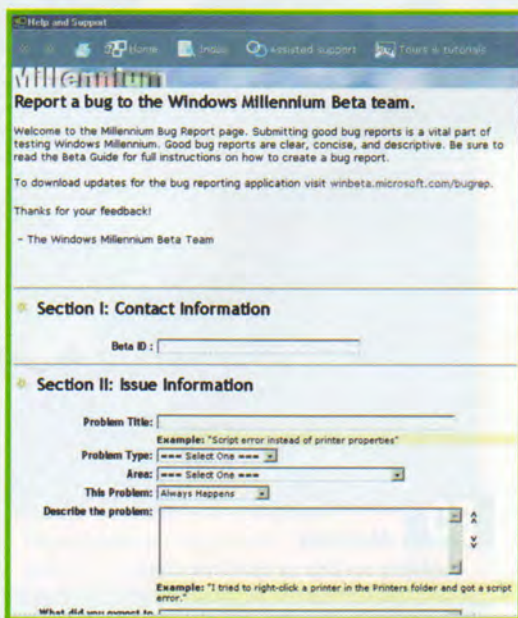 Help and Support
Home Index Assisted support Tours & tutorials
Millennium
Report a bug to the Windows Millennium Beta team.
Welcome to the Millennium Bug Report page. Submitting good bug reports is a vital part of
testing Windows Millennium. Good bug reports are clear, concise, and descriptive. Be sure to
read the Beta Guide for full instructions on how to create a bug report.
To download updates for the bug reporting application visit winbeta.microsoft.com/bugrep.
Thanks for your feedback!
- The Windows Millennium Beta Team
Section I: Contact Information
Beta ID :
Section II: Issue Information
Problem Title:
Example: "Script error instead of printer properties"
Problem Type: === Select One ===
Area: === Select One ===
This Problem: Always Happens
Describe the problem:
Example: "I tried to right-click a printer in the Printers folder and got a script
error."
What did you expect to